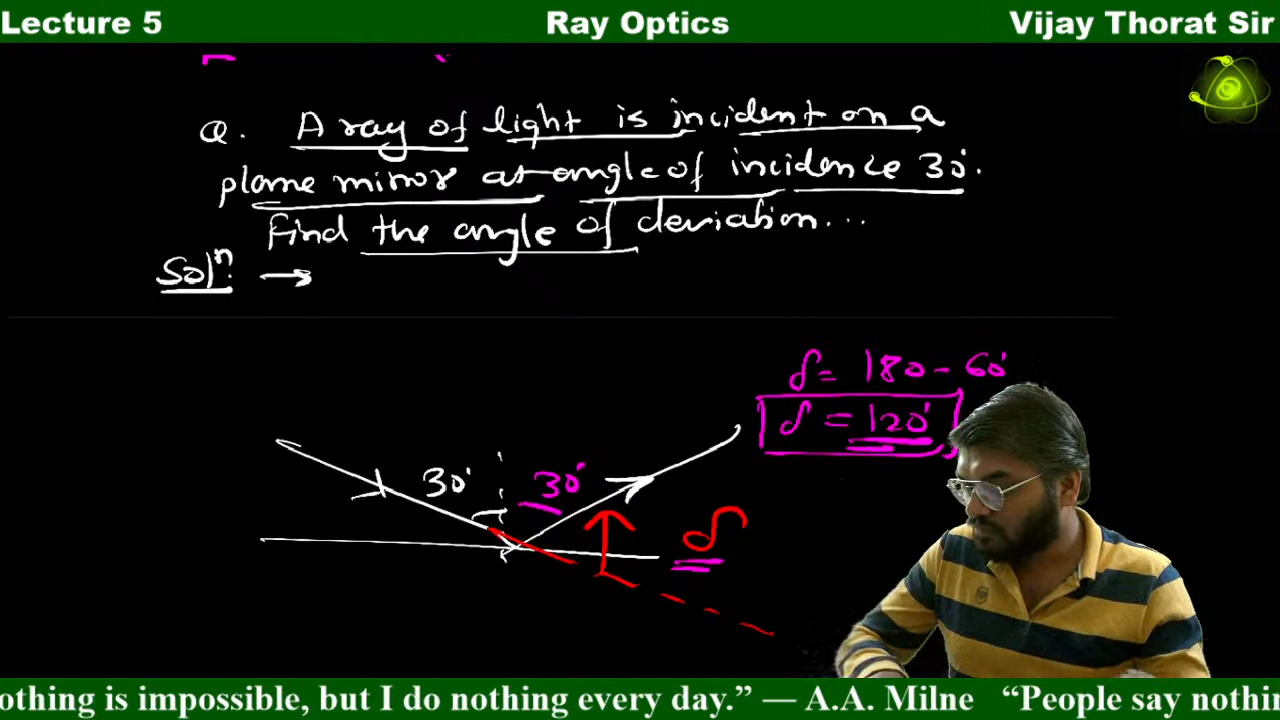 Lecture 5 Ray Optics Vijay Thorat Sir
Q. A ray of light is incident on a
plane mirror at angle of incidence 30°.
Find the angle of deviation...
Solⁿ: →
δ = 180 - 60°
δ = 120°
30° 30°
δ
othing is impossible, but I do nothing every day.” — A.A. Milne “People say nothin